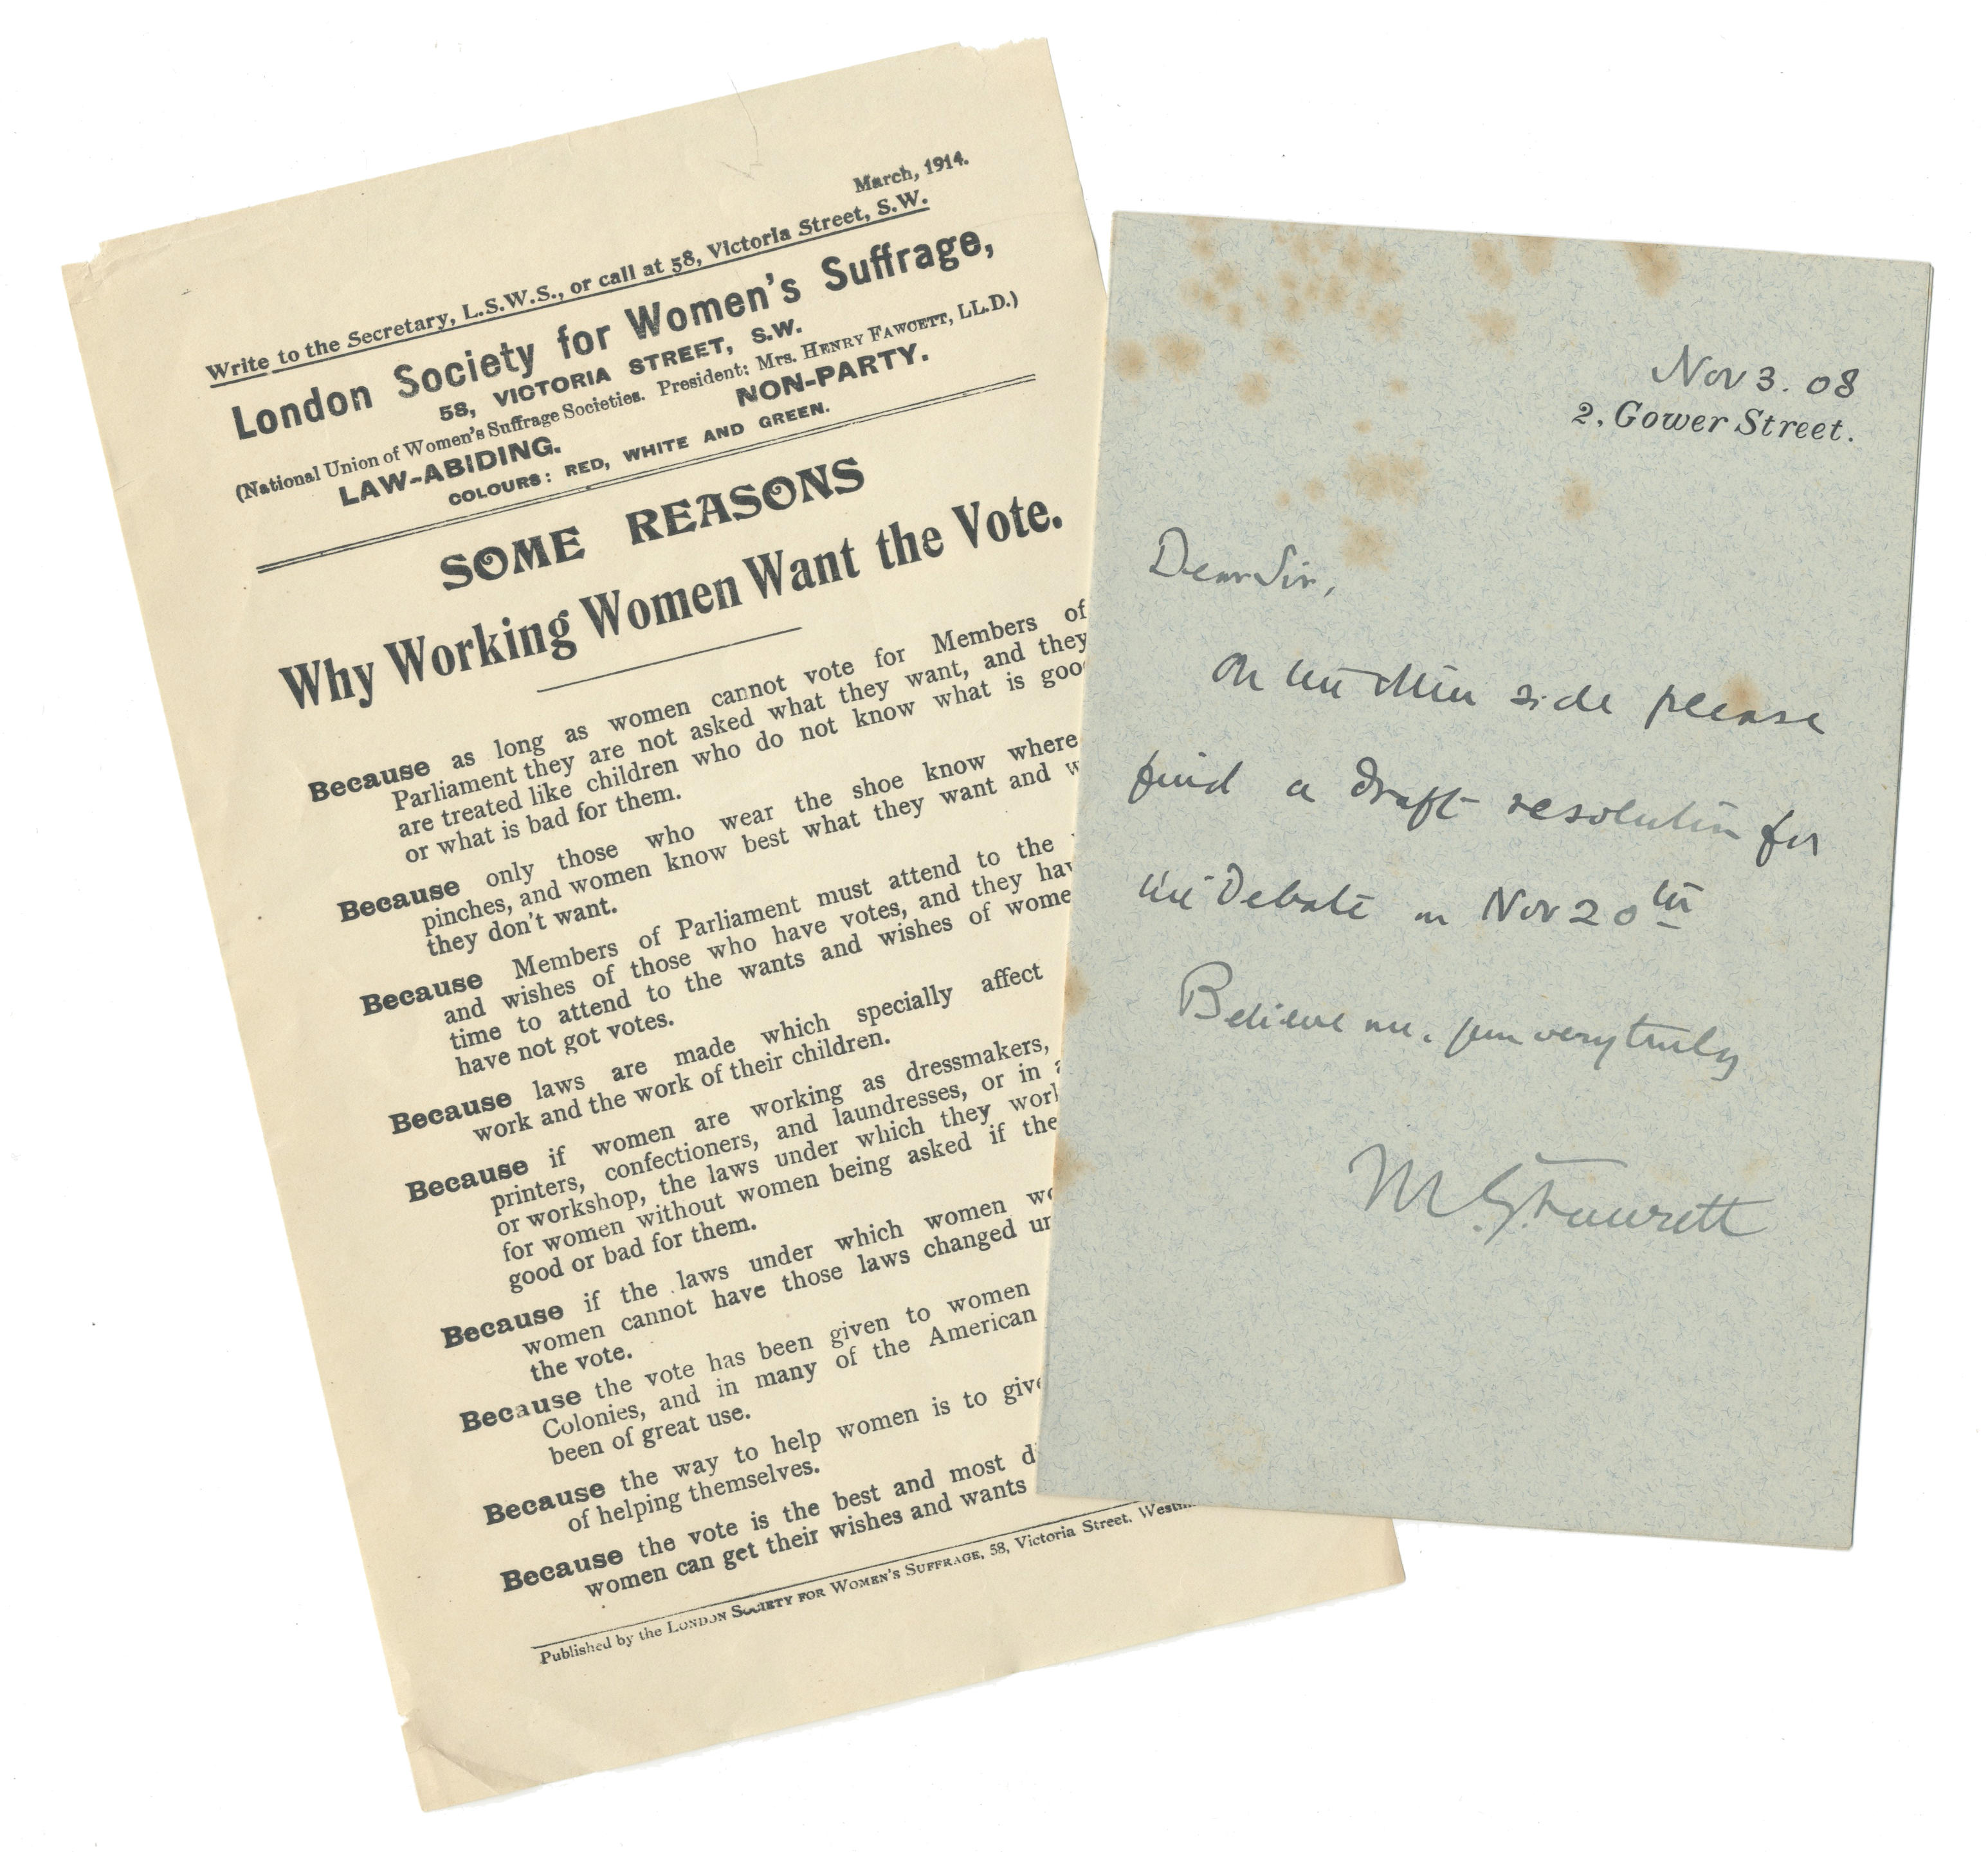 March, 1914.
Write to the Secretary, L.S.W.S., or call at 58, Victoria Street, S.W.
London Society for Women's Suffrage,
58, VICTORIA STREET, S.W.
(National Union of Women's Suffrage Societies. President: Mrs. HENRY FAWCETT, LL.D.)
LAW-ABIDING. NON-PARTY.
COLOURS: RED, WHITE AND GREEN.
SOME REASONS
Why Working Women Want the Vote.
Because as long as women cannot vote for Members of
Parliament they are not asked what they want, and they
are treated like children who do not know what is good
or what is bad for them.
Because only those who wear the shoe know where
pinches, and women know best what they want and
they don't want.
Because Members of Parliament must attend to the
and wishes of those who have votes, and they hav
time to attend to the wants and wishes of wome
have not got votes.
Because laws are made which specially affect
work and the work of their children.
Because if women are working as dressmakers,
printers, confectioners, and laundresses, or in a
or workshop, the laws under which they work
for women without women being asked if the
good or bad for them.
Because if the laws under which women wo
women cannot have those laws changed un
the vote.
Because the vote has been given to women
Colonies, and in many of the American
been of great use.
Because the way to help women is to give
of helping themselves.
Because the vote is the best and most di
women can get their wishes and wants
Published by the LONDON SOCIETY FOR WOMEN'S SUFFRAGE, 58, Victoria Street, Westm
Nov 3. 08
2, Gower Street.
Dear Sir,
On the other side please
find a draft resolution for
the Debate on Nov 20th
Believe me, yrs very truly
M. G. Fawcett